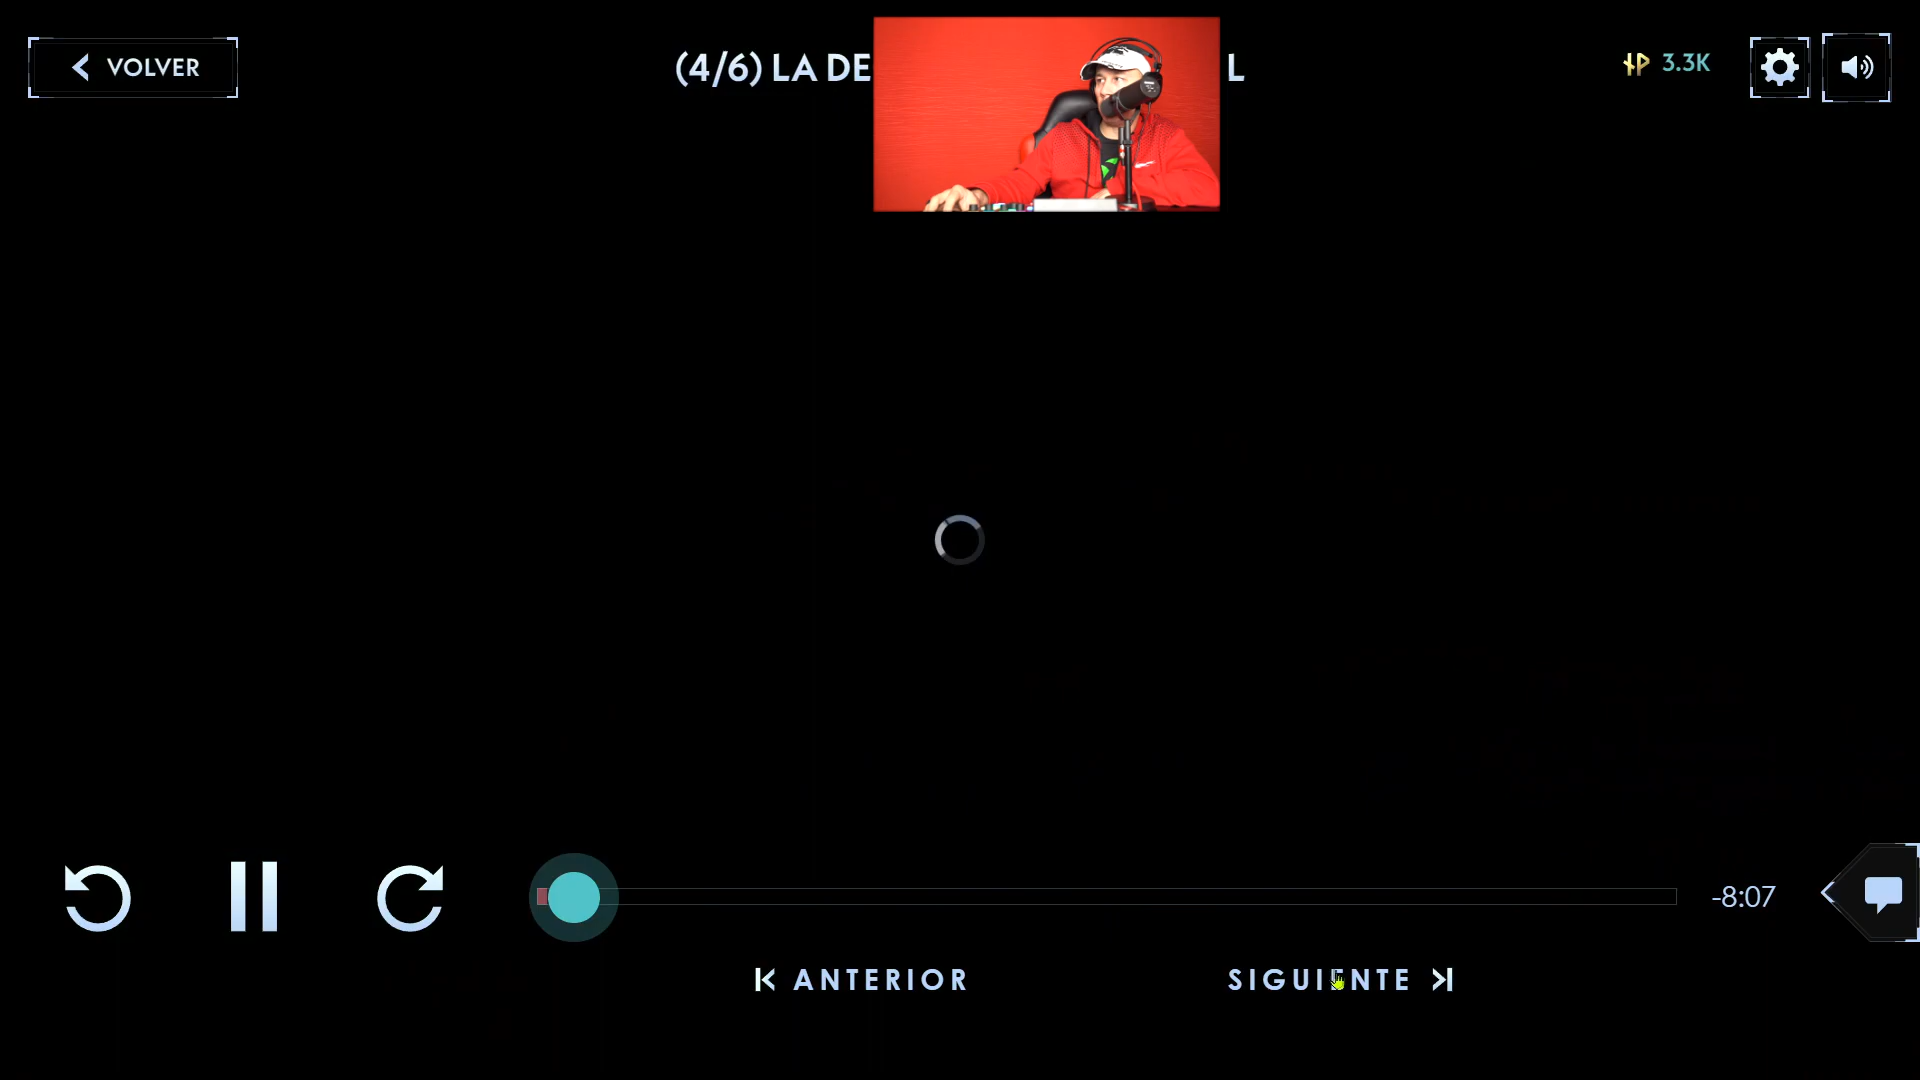 VOLVER
(4/6) LA DE
L
3.3K
-8:07
ANTERIOR
SIGUIENTE